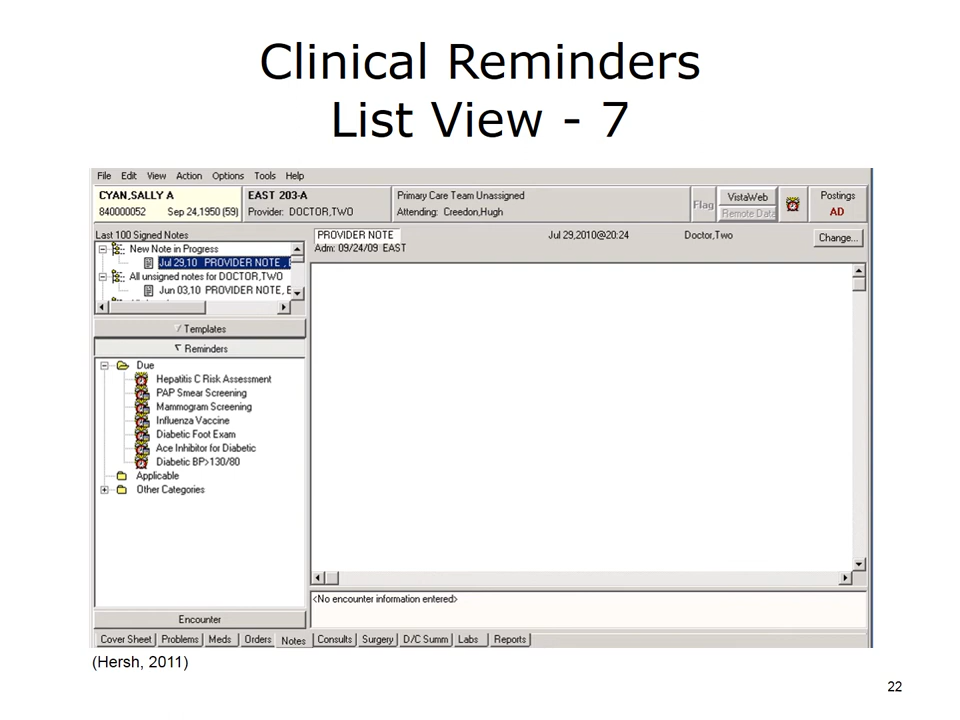 Clinical Reminders
List View - 7
File Edit View Action Options Tools Help
CYAN,SALLY A
840000052 Sep 24,1950 (59)
EAST 203-A
Provider: DOCTOR,TWO
Primary Care Team Unassigned
Attending: Creedon,Hugh
Flag
VistaWeb
Remote Data
Postings
AD
Last 100 Signed Notes
New Note in Progress
Jul 29,10 PROVIDER NOTE ,
All unsigned notes for DOCTOR,TWO
Jun 03,10 PROVIDER NOTE, E
PROVIDER NOTE
Adm: 09/24/09 EAST
Jul 29,2010@20:24
Doctor,Two
Change...
Templates
Reminders
Due
Hepatitis C Risk Assessment
PAP Smear Screening
Mammogram Screening
Influenza Vaccine
Diabetic Foot Exam
Ace Inhibitor for Diabetic
Diabetic BP>130/80
Applicable
Other Categories
<No encounter information entered>
Encounter
Cover Sheet Problems Meds Orders Notes Consults Surgery D/C Summ Labs Reports
(Hersh, 2011)
22